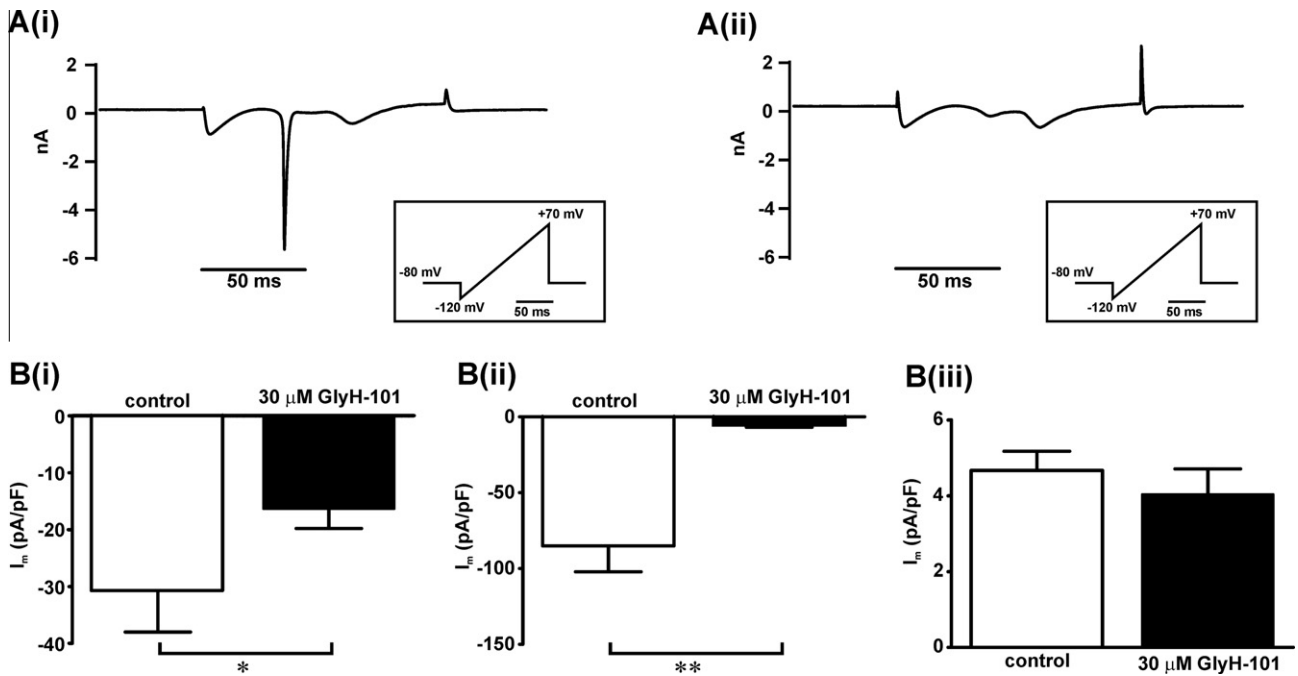 A(i)
2
0
-2
-4
-6
nA
50 ms
+70 mV
-80 mV
-120 mV
50 ms
A(ii)
2
0
-2
-4
-6
nA
50 ms
+70 mV
-80 mV
-120 mV
50 ms
B(i)
control
30 μM GlyH-101
0
-10
-20
-30
-40
Im (pA/pF)
*
B(ii)
control
30 μM GlyH-101
0
-50
-100
-150
Im (pA/pF)
**
B(iii)
6
4
2
0
Im (pA/pF)
control
30 μM GlyH-101